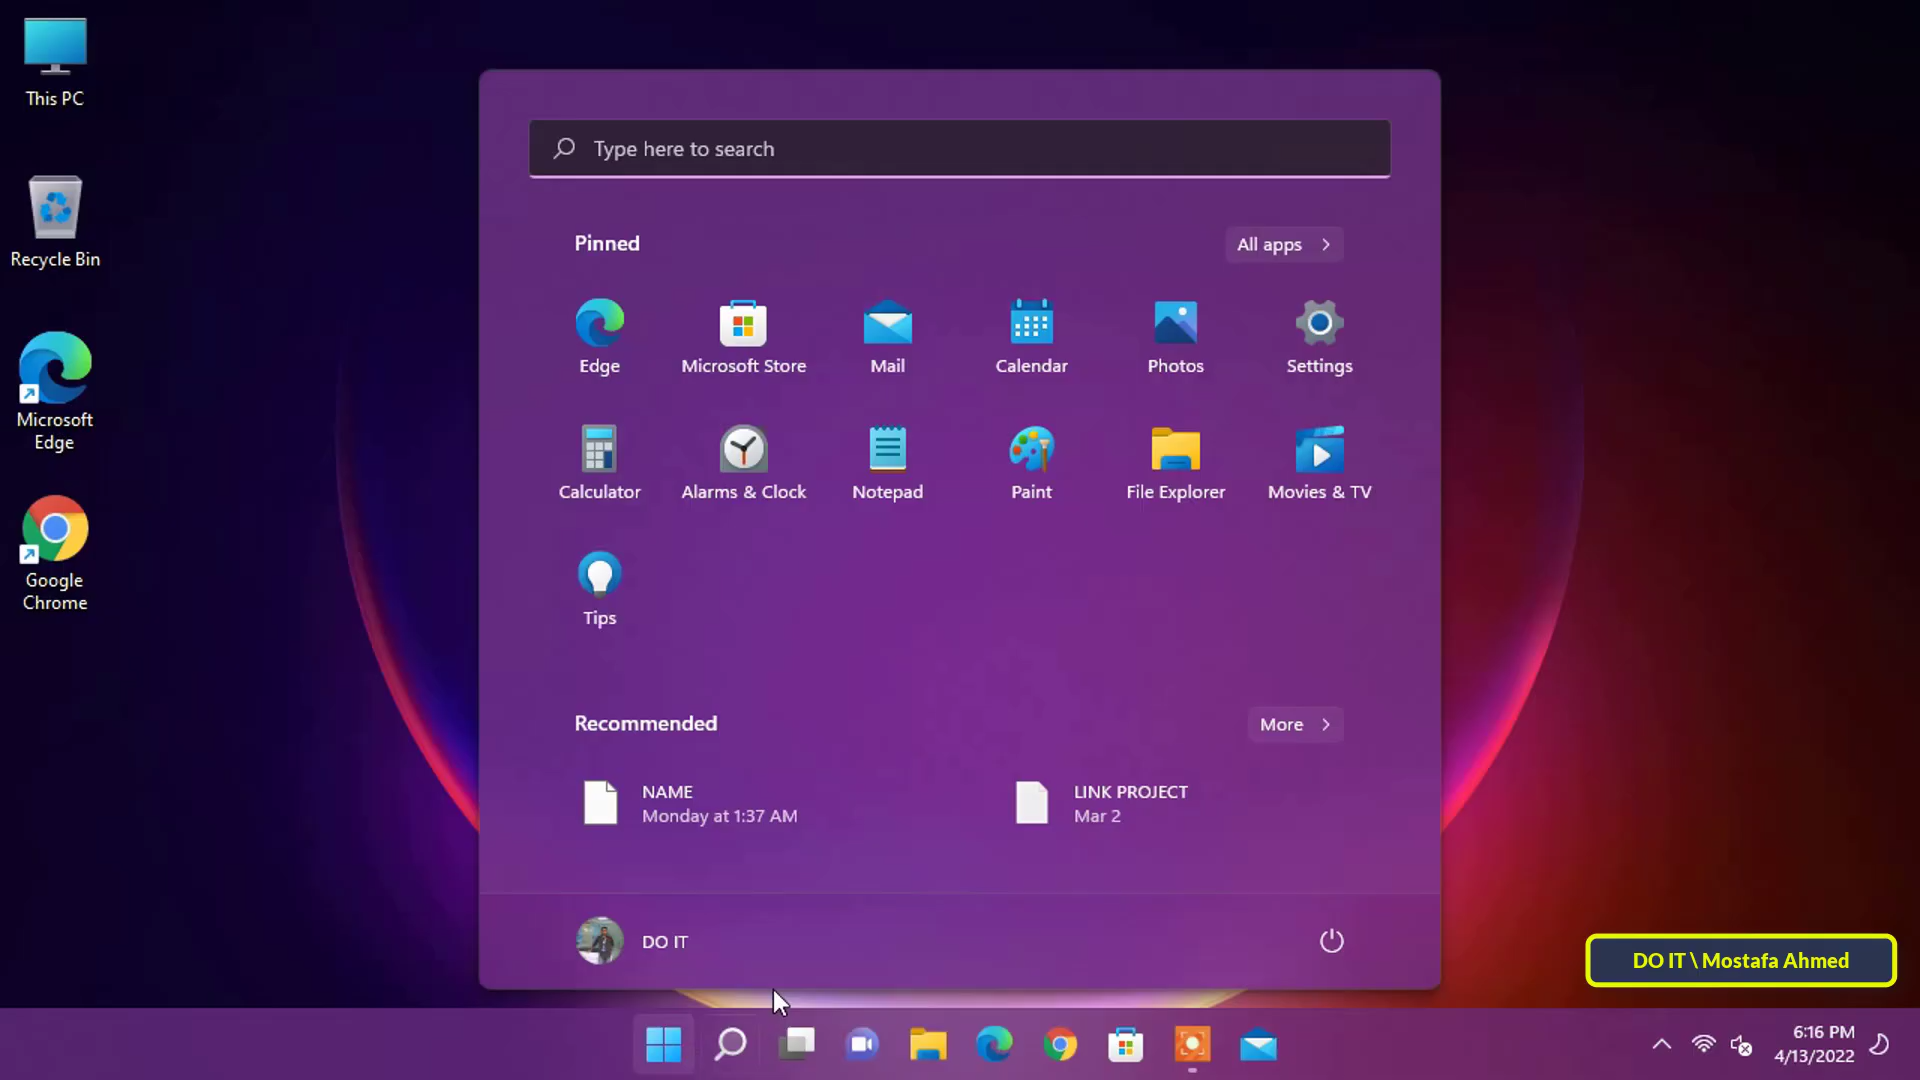 This PC
Recycle Bin
Microsoft
Edge
Google
Chrome
Type here to search
Pinned
All apps
Edge
Microsoft Store
Mail
Calendar
Photos
Settings
Calculator
Alarms & Clock
Notepad
Paint
File Explorer
Movies & TV
Tips
Recommended
More
NAME
Monday at 1:37 AM
LINK PROJECT
Mar 2
DO IT
DO IT \ Mostafa Ahmed
6:16 PM
4/13/2022